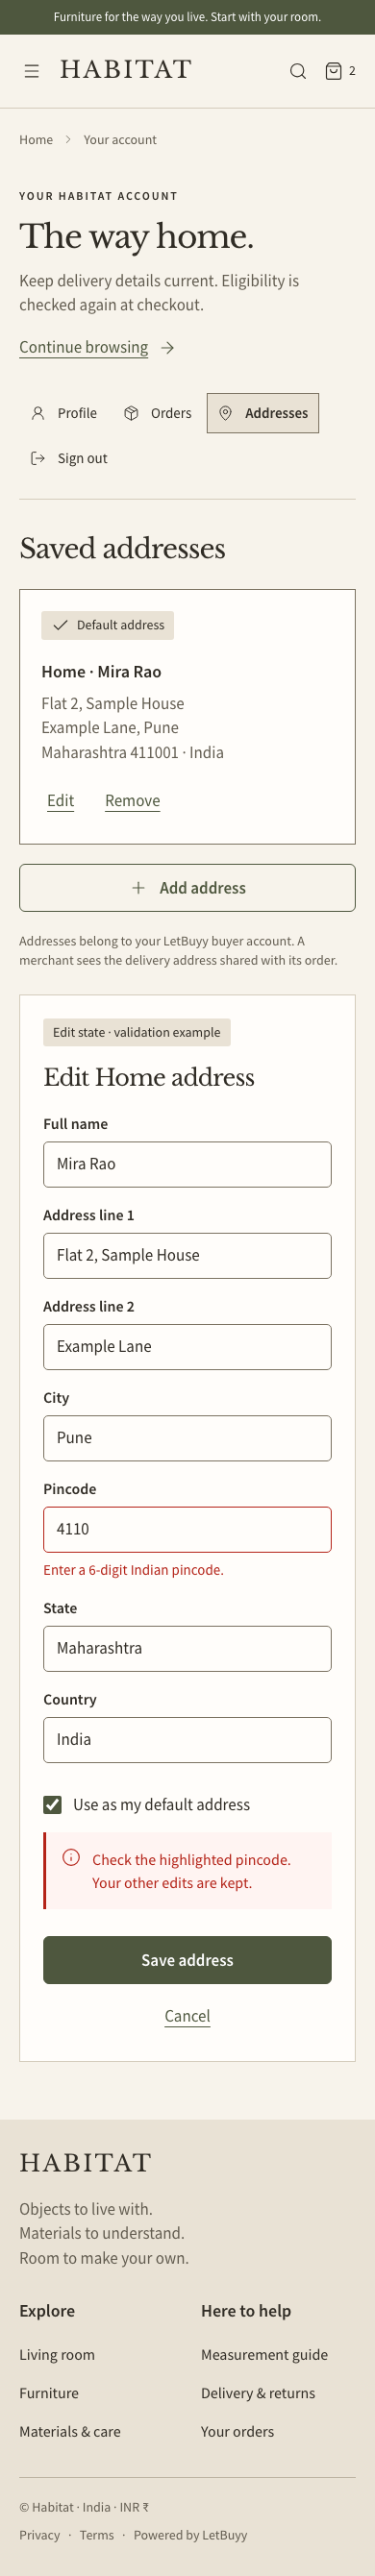 Furniture for the way you live. Start with your room.
HABITAT
2
Home
Your account
YOUR HABITAT ACCOUNT
The way home.
Keep delivery details current. Eligibility is
checked again at checkout.
Continue browsing
Profile
Orders
Addresses
Sign out
Saved addresses
Default address
Home · Mira Rao
Flat 2, Sample House
Example Lane, Pune
Maharashtra 411001 · India
Edit
Remove
Add address
Addresses belong to your LetBuyy buyer account. A
merchant sees the delivery address shared with its order.
Edit state · validation example
Edit Home address
Full name
Mira Rao
Address line 1
Flat 2, Sample House
Address line 2
Example Lane
City
Pune
Pincode
4110
Enter a 6-digit Indian pincode.
State
Maharashtra
Country
India
Use as my default address
Check the highlighted pincode.
Your other edits are kept.
Save address
Cancel
HABITAT
Objects to live with.
Materials to understand.
Room to make your own.
Explore
Living room
Furniture
Materials & care
Here to help
Measurement guide
Delivery & returns
Your orders
© Habitat · India · INR ₹
Privacy · Terms · Powered by LetBuyy